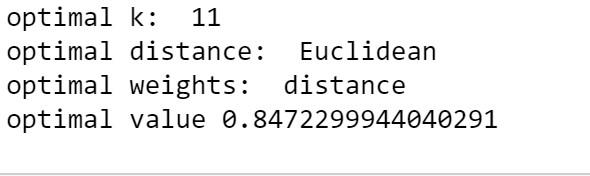 optimal k:  11
optimal distance:  Euclidean
optimal weights:  distance
optimal value 0.8472299944040291